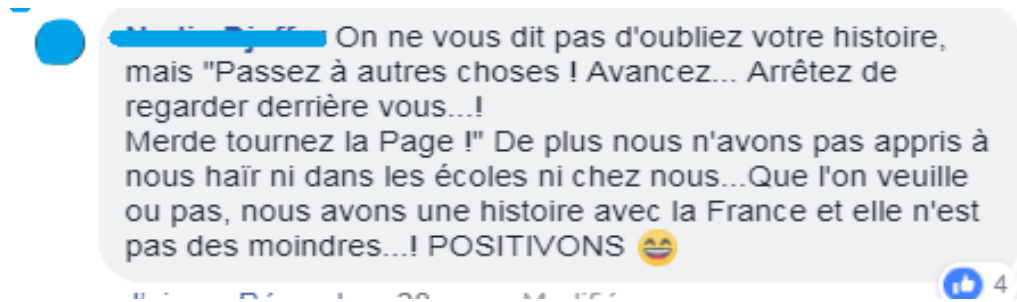 On ne vous dit pas d'oubliez votre histoire,
mais "Passez à autres choses ! Avancez... Arrêtez de
regarder derrière vous...!
Merde tournez la Page !" De plus nous n'avons pas appris à
nous haïr ni dans les écoles ni chez nous...Que l'on veuille
ou pas, nous avons une histoire avec la France et elle n'est
pas des moindres...! POSITIVONS 😄
4